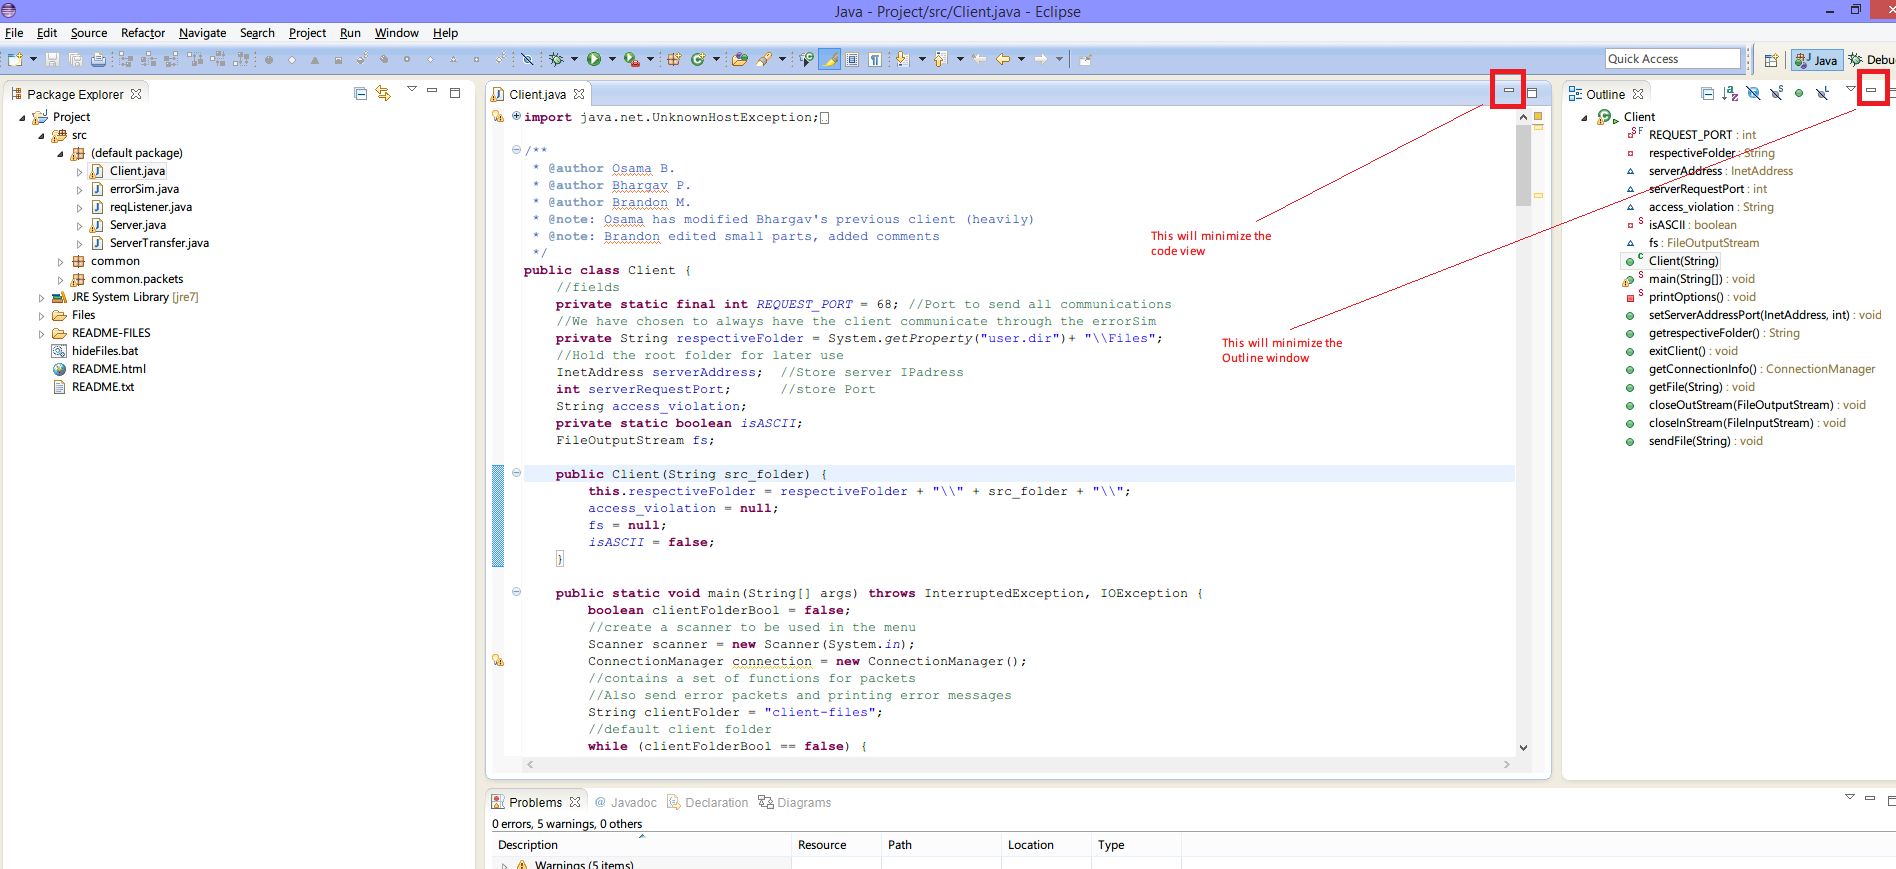 Java - Project/src/Client.java - Eclipse
File Edit Source Refactor Navigate Search Project Run Window Help
Quick Access
Java
Debu
Package Explorer
Project
src
(default package)
Client.java
errorSim.java
reqListener.java
Server.java
ServerTransfer.java
common
common.packets
JRE System Library [jre7]
Files
README-FILES
hideFiles.bat
README.html
README.txt
Client.java
import java.net.UnknownHostException;
/**
* @author Osama B.
* @author Bhargav P.
* @author Brandon M.
* @note: Osama has modified Bhargav's previous client (heavily)
* @note: Brandon edited small parts, added comments
*/
public class Client {
//fields
private static final int REQUEST_PORT = 68; //Port to send all communications
//We have chosen to always have the client communicate through the errorSim
private String respectiveFolder = System.getProperty("user.dir")+ "\\Files";
//Hold the root folder for later use
InetAddress serverAddress; //Store server IPadress
int serverRequestPort; //store Port
String access_violation;
private static boolean isASCII;
FileOutputStream fs;
public Client(String src_folder) {
this.respectiveFolder = respectiveFolder + "\\" + src_folder + "\\";
access_violation = null;
fs = null;
isASCII = false;
}
public static void main(String[] args) throws InterruptedException, IOException {
boolean clientFolderBool = false;
//create a scanner to be used in the menu
Scanner scanner = new Scanner(System.in);
ConnectionManager connection = new ConnectionManager();
//contains a set of functions for packets
//Also send error packets and printing error messages
String clientFolder = "client-files";
//default client folder
while (clientFolderBool == false) {
This will minimize the
code view
This will minimize the
Outline window
Outline
Client
REQUEST_PORT : int
respectiveFolder : String
serverAddress : InetAddress
serverRequestPort : int
access_violation : String
isASCII : boolean
fs : FileOutputStream
Client(String)
main(String[]) : void
printOptions() : void
setServerAddressPort(InetAddress, int) : void
getrespectiveFolder() : String
exitClient() : void
getConnectionInfo() : ConnectionManager
getFile(String) : void
closeOutStream(FileOutputStream) : void
closeInStream(FileInputStream) : void
sendFile(String) : void
Problems @ Javadoc Declaration Diagrams
0 errors, 5 warnings, 0 others
Description Resource Path Location Type
Warnings (5 items)